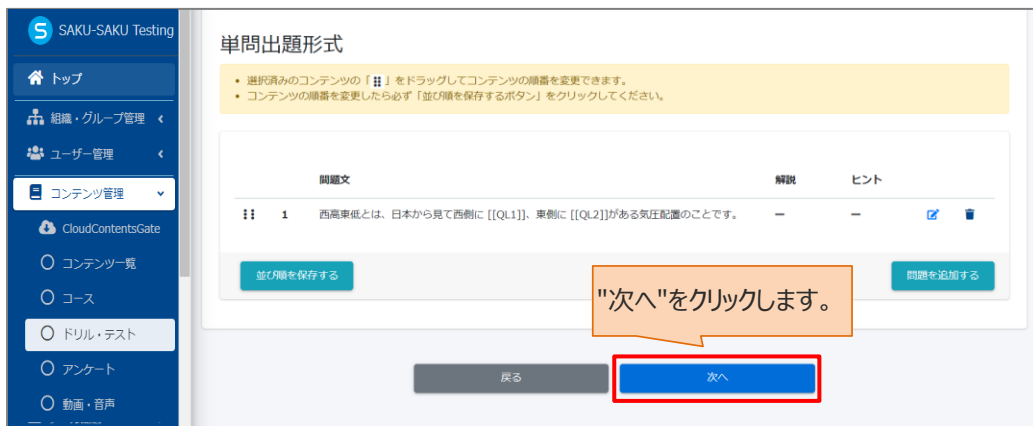 SAKU-SAKU Testing
トップ
組織・グループ管理
ユーザー管理
コンテンツ管理
CloudContentsGate
コンテンツ一覧
コース
ドリル・テスト
アンケート
動画・音声
単問出題形式
• 選択済みのコンテンツの「⠿」をドラッグしてコンテンツの順番を変更できます。
• コンテンツの順番を変更したら必ず「並び順を保存するボタン」をクリックしてください。
問題文 解説 ヒント
1 西高東低とは、日本から見て西側に [[QL1]]、東側に [[QL2]]がある気圧配置のことです。 ー ー
並び順を保存する 問題を追加する
"次へ"をクリックします。
戻る 次へ